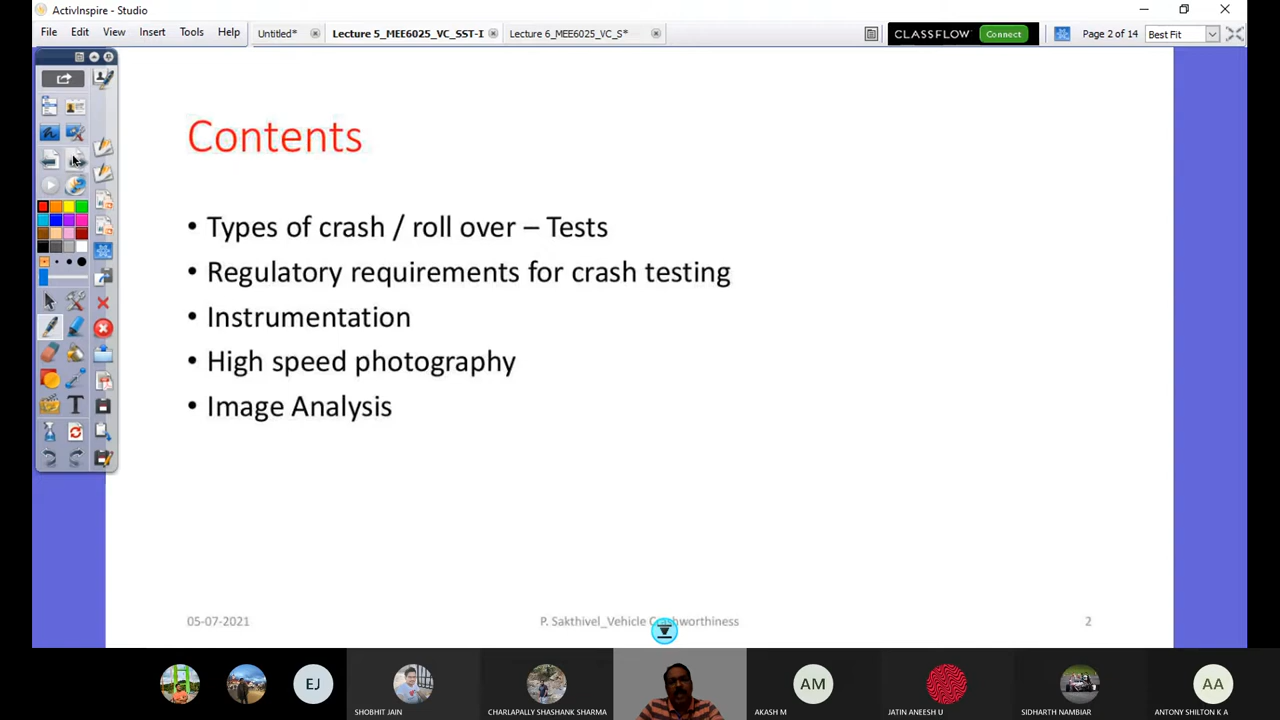 ActivInspire - Studio
File Edit View Insert Tools Help
Untitled* Lecture 5_MEE6025_VC_SST-I Lecture 6_MEE6025_VC_S*
CLASSFLOW Connect
Page 2 of 14 Best Fit
Contents
• Types of crash / roll over – Tests
• Regulatory requirements for crash testing
• Instrumentation
• High speed photography
• Image Analysis
05-07-2021 P. Sakthivel_Vehicle Crashworthiness 2
EJ AM AA
SHOBHIT JAIN CHARLAPALLY SHASHANK SHARMA AKASH M JATIN ANEESH U SIDHARTH NAMBIAR ANTONY SHILTON K A